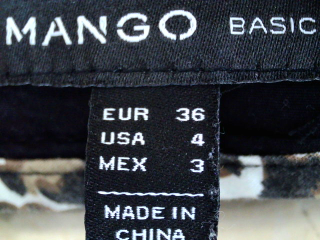 MANGO BASIC
EUR 36
USA 4
MEX 3
MADE IN
CHINA